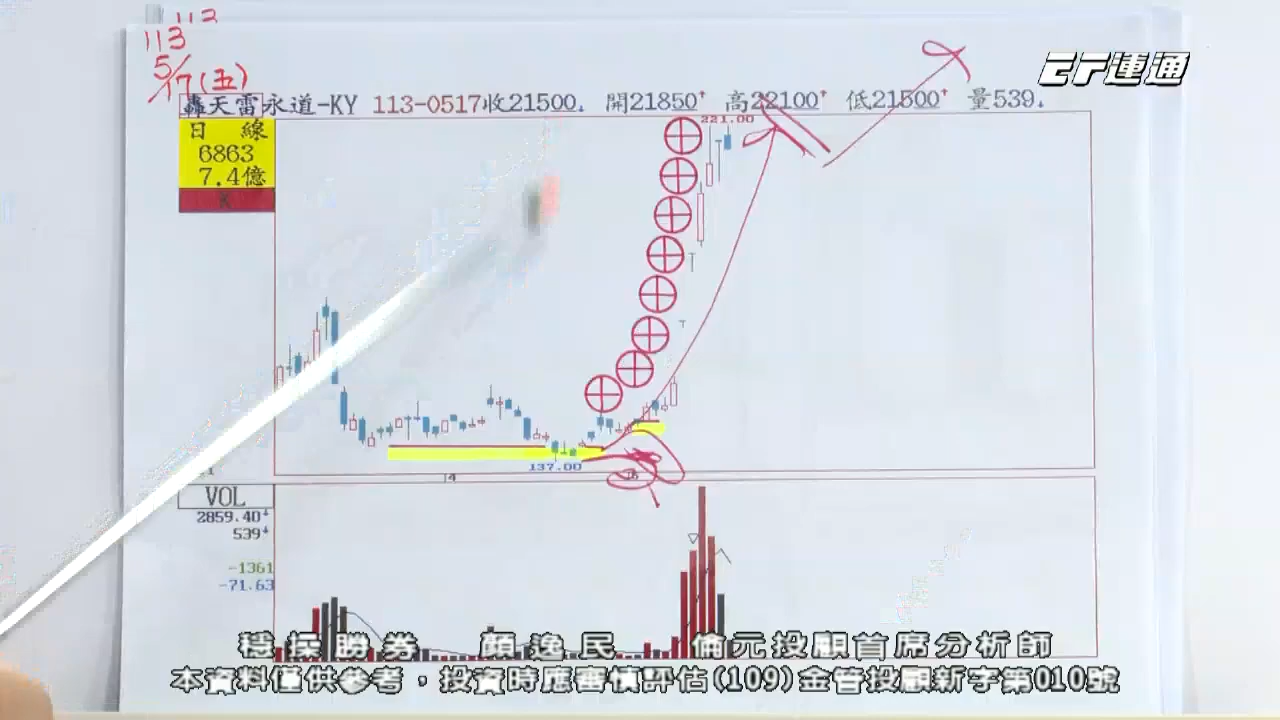 113
113
5/17(五)
EF運通
轟天雷永道-KY 113-0517收21500↓ 開21850↑ 高22100↑ 低21500↑ 量539↓
日 線
6863
7.4億
K
221.00
137.00
4
VOL
2859.40↓
539↓
-1361
-71.63
穩操勝券 顏逸民 倫元投顧首席分析師
本資料僅供參考，投資時應審慎評估(109)金管投顧新字第010號